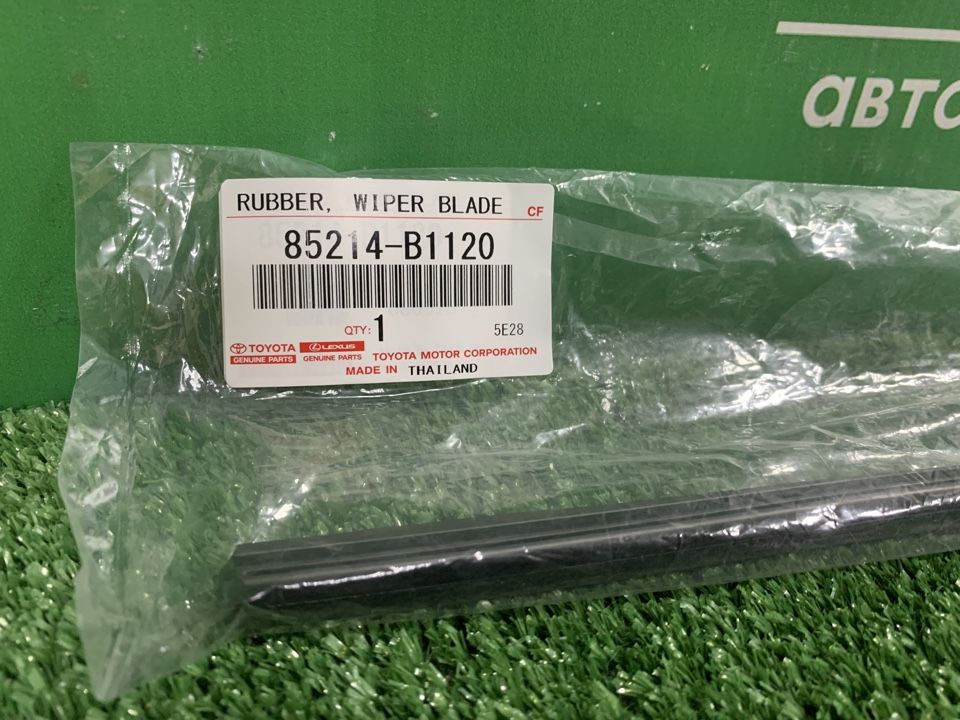 RUBBER, WIPER BLADE CF
85214-B1120
QTY: 1 5E28
TOYOTA LEXUS
GENUINE PARTS GENUINE PARTS TOYOTA MOTOR CORPORATION
MADE IN THAILAND